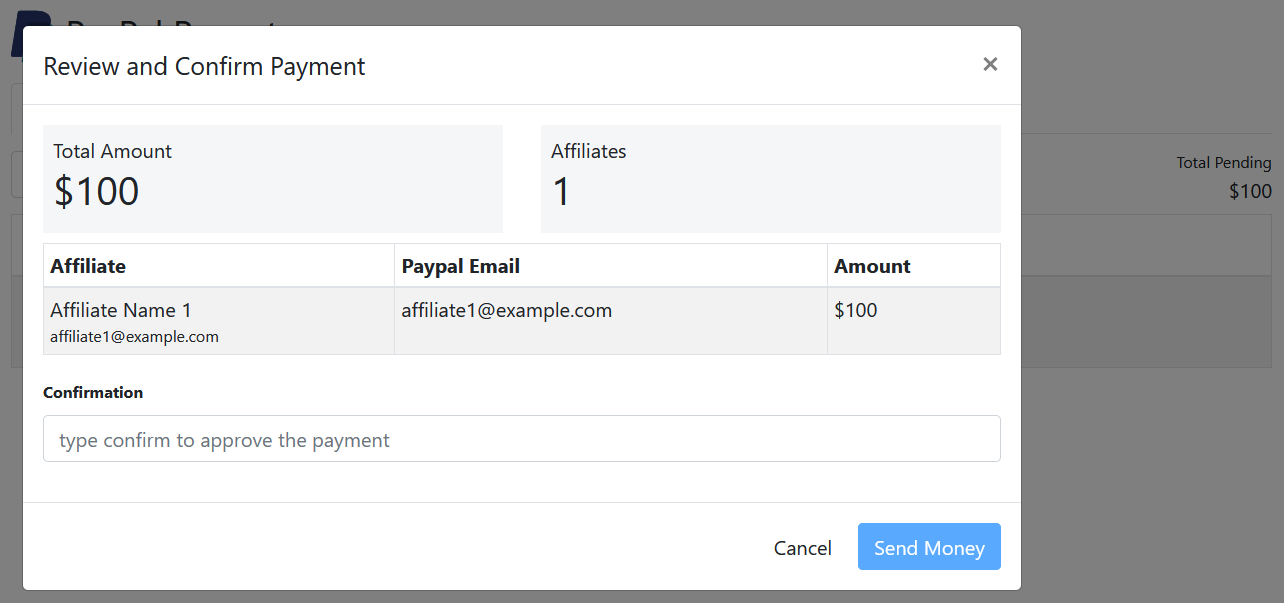 Review and Confirm Payment
×
Total Amount
$100
Affiliates
1
Total Pending
$100
Affiliate Paypal Email Amount
Affiliate Name 1 affiliate1@example.com $100
affiliate1@example.com
Confirmation
type confirm to approve the payment
Cancel Send Money